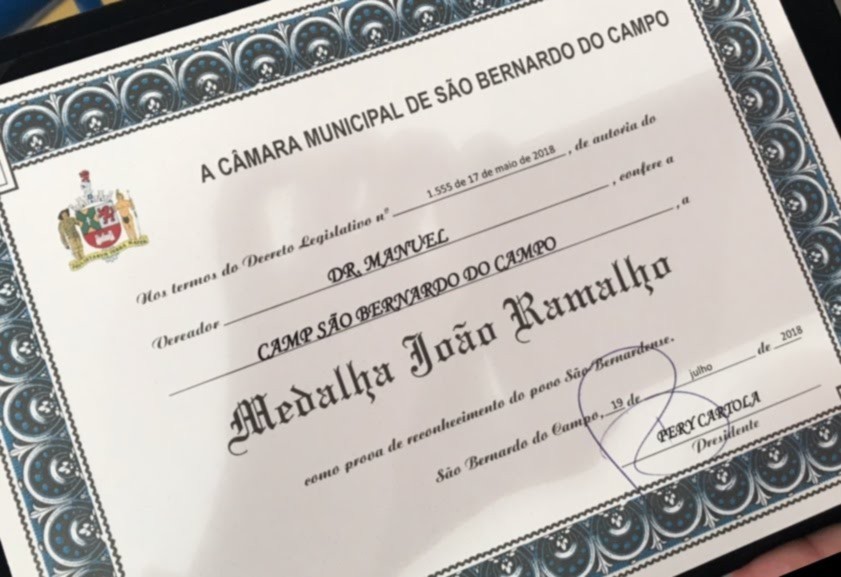 A CÂMARA MUNICIPAL DE SÃO BERNARDO DO CAMPO
Nos termos do Decreto Legislativo nº 1.555 de 17 de maio de 2018, de autoria do
Vereador DR. MANUEL, confere a
CAMP SÃO BERNARDO DO CAMPO, a
Medalha João Ramalho
como prova de reconhecimento do povo São Bernardense.
São Bernardo do Campo, 19 de julho de 2018
PERY CARTOLA
Presidente